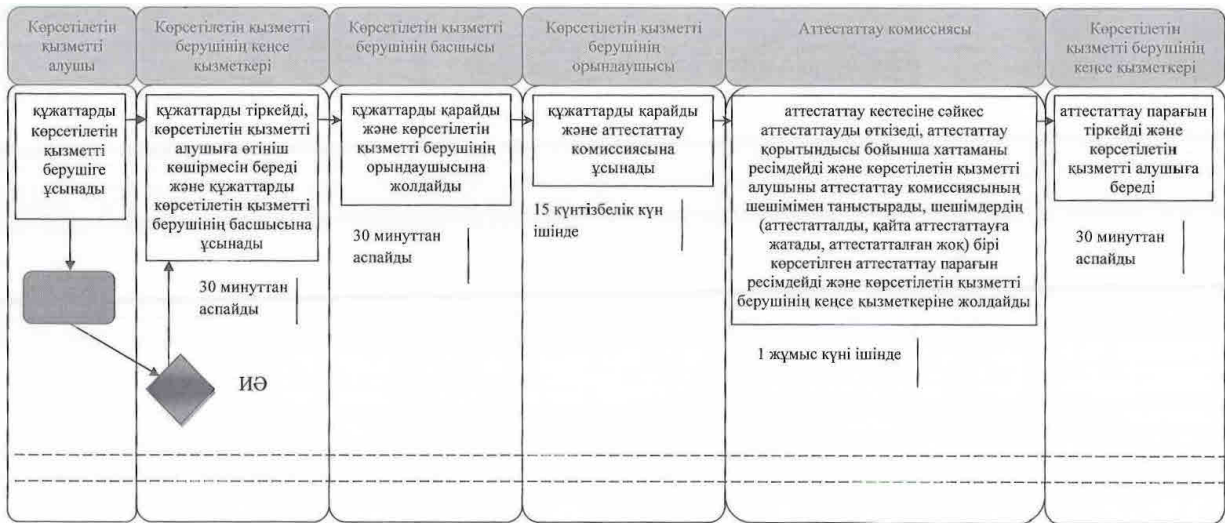 Көрсетілетін
қызметті
алушы
Көрсетілетін қызметті
берушінің кеңсе
қызметкері
Көрсетілетін қызметті
берушінің басшысы
Көрсетілетін қызметті
берушінің
орындаушысы
Аттестаттау комиссиясы
Көрсетілетін
қызметті берушінің
кеңсе қызметкері
құжаттарды
көрсетілетін
қызметті
берушіге
ұсынады
құжаттарды тіркейді,
көрсетілетін қызметті
алушыға өтініш
көшірмесін береді
және құжаттарды
көрсетілетін қызметті
берушінің басшысына
ұсынады
30 минуттан
аспайды
ИӘ
құжаттарды қарайды
және көрсетілетін
қызметті берушінің
орындаушысына
жолдайды
30 минуттан
аспайды
құжаттарды қарайды
және аттестаттау
комиссиясына
ұсынады
15 күнтізбелік күн
ішінде
аттестаттау кестесіне сәйкес
аттестаттауды өткізеді, аттестаттау
қорытындысы бойынша хаттаманы
ресімдейді және көрсетілетін қызметті
алушыны аттестаттау комиссиясының
шешімімен таныстырады, шешімдердің
(аттестатталды, қайта аттестаттауға
жатады, аттестатталған жоқ) бірі
көрсетілген аттестаттау парағын
ресімдейді және көрсетілетін қызметті
берушінің кеңсе қызметкеріне жолдайды
1 жұмыс күні ішінде
аттестаттау парағын
тіркейді және
көрсетілетін
қызметті алушыға
береді
30 минуттан
аспайды